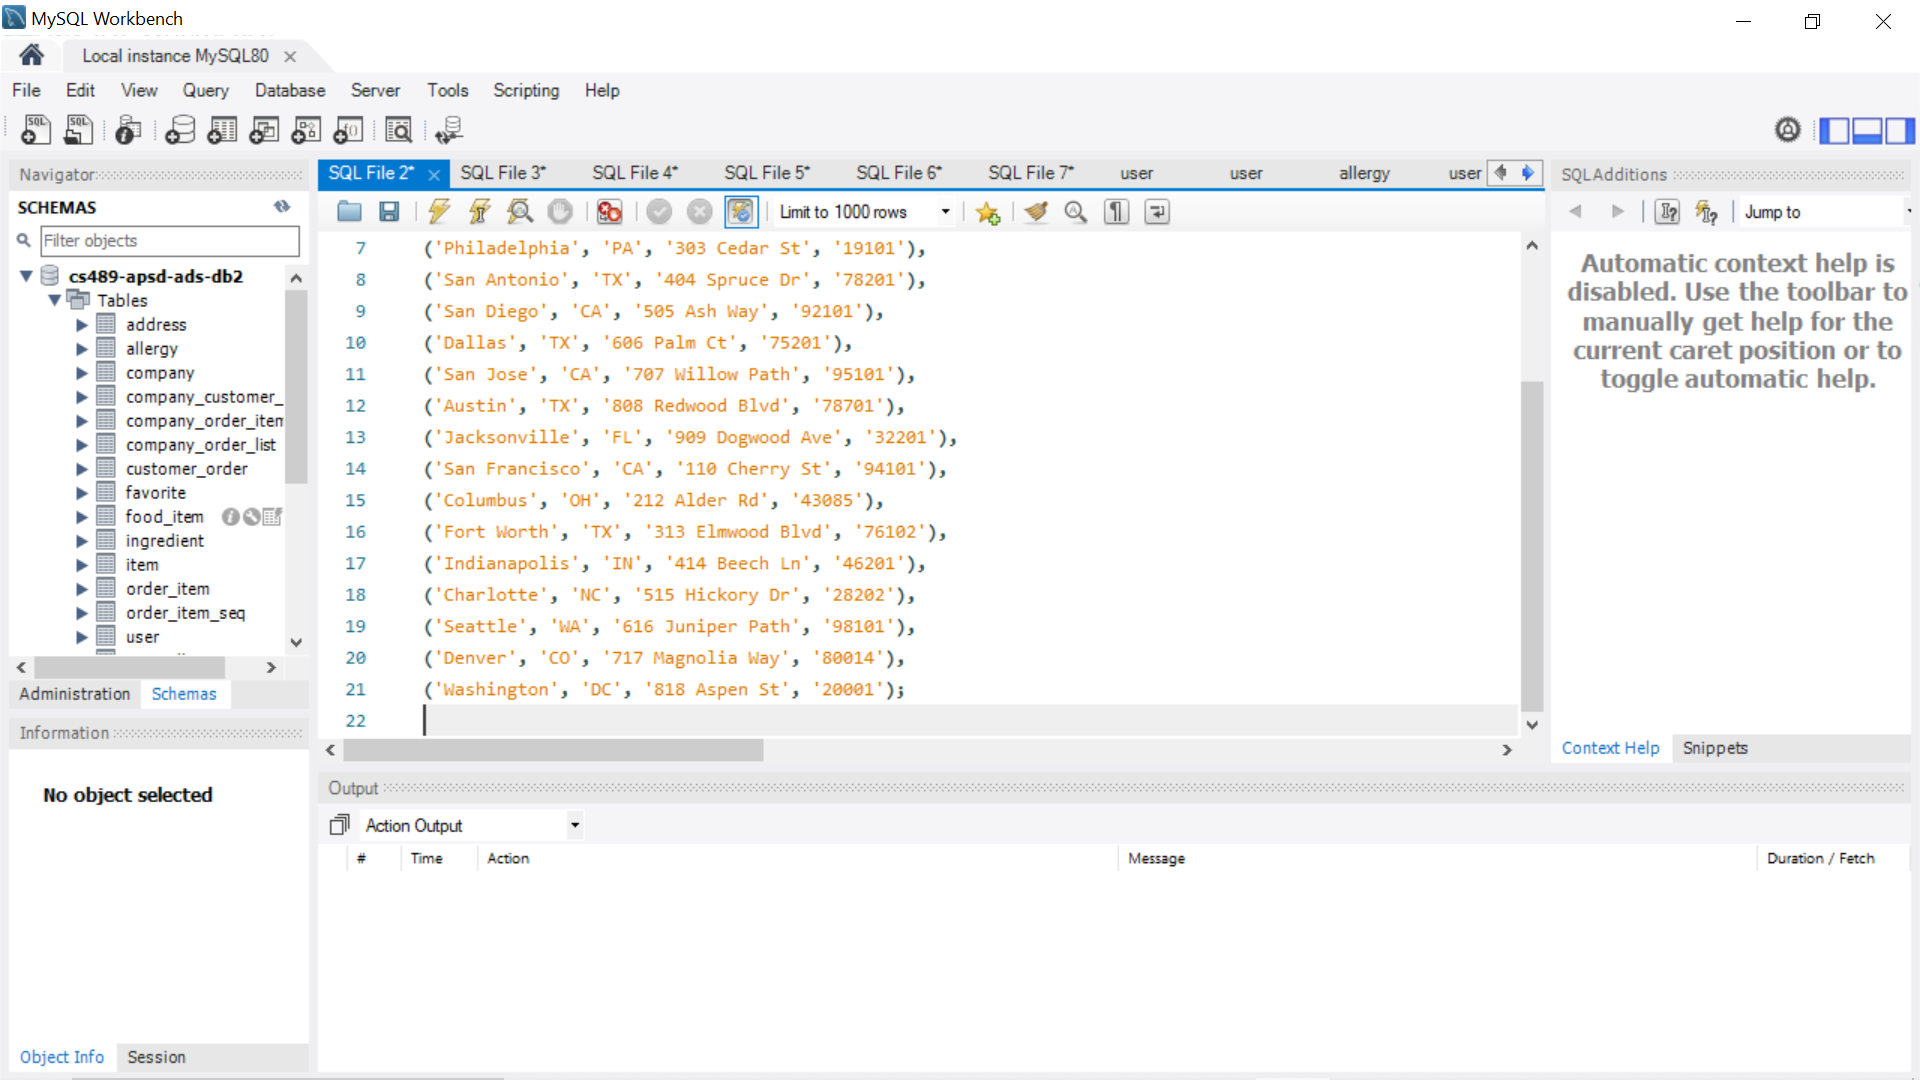 MySQL Workbench
Local instance MySQL80
File Edit View Query Database Server Tools Scripting Help
Navigator
SCHEMAS
Filter objects
cs489-apsd-ads-db2
Tables
address
allergy
company
company_customer_
company_order_item
company_order_list
customer_order
favorite
food_item
ingredient
item
order_item
order_item_seq
user
Administration Schemas
Information
No object selected
Object Info Session
SQL File 2* SQL File 3* SQL File 4* SQL File 5* SQL File 6* SQL File 7* user user allergy user
Limit to 1000 rows
7 ('Philadelphia', 'PA', '303 Cedar St', '19101'),
8 ('San Antonio', 'TX', '404 Spruce Dr', '78201'),
9 ('San Diego', 'CA', '505 Ash Way', '92101'),
10 ('Dallas', 'TX', '606 Palm Ct', '75201'),
11 ('San Jose', 'CA', '707 Willow Path', '95101'),
12 ('Austin', 'TX', '808 Redwood Blvd', '78701'),
13 ('Jacksonville', 'FL', '909 Dogwood Ave', '32201'),
14 ('San Francisco', 'CA', '110 Cherry St', '94101'),
15 ('Columbus', 'OH', '212 Alder Rd', '43085'),
16 ('Fort Worth', 'TX', '313 Elmwood Blvd', '76102'),
17 ('Indianapolis', 'IN', '414 Beech Ln', '46201'),
18 ('Charlotte', 'NC', '515 Hickory Dr', '28202'),
19 ('Seattle', 'WA', '616 Juniper Path', '98101'),
20 ('Denver', 'CO', '717 Magnolia Way', '80014'),
21 ('Washington', 'DC', '818 Aspen St', '20001');
22
Output
Action Output
# Time Action Message Duration / Fetch
SQLAdditions
Jump to
Automatic context help is
disabled. Use the toolbar to
manually get help for the
current caret position or to
toggle automatic help.
Context Help Snippets